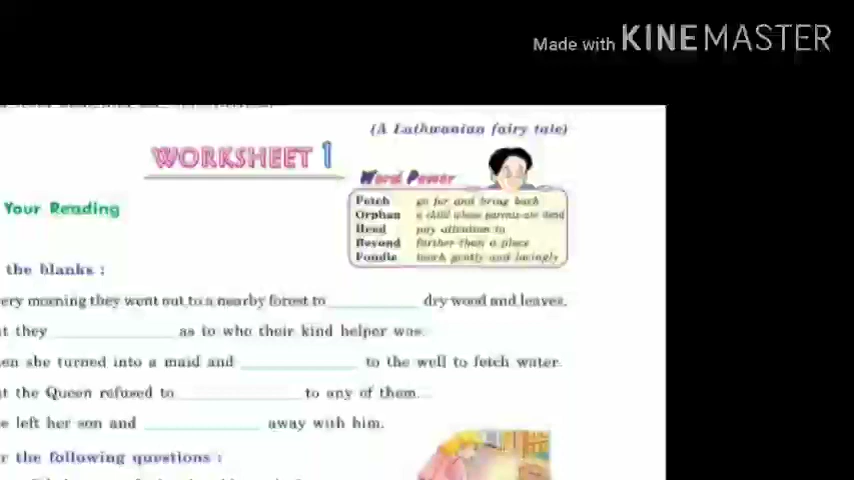 Made with KINEMASTER
(A Luthwanian fairy tale)
WORKSHEET 1
Word Power
Your Reading
Fetch go for and bring back
Orphan a child whose parents are dead
Heed pay attention to
Beyond farther than a place
Fondle touch gently and lovingly
the blanks :
ery morning they went out to a nearby forest to dry wood and leaves.
t they as to who their kind helper was.
en she turned into a maid and to the well to fetch water.
t the Queen refused to to any of them.
e left her son and away with him.
r the following questions :